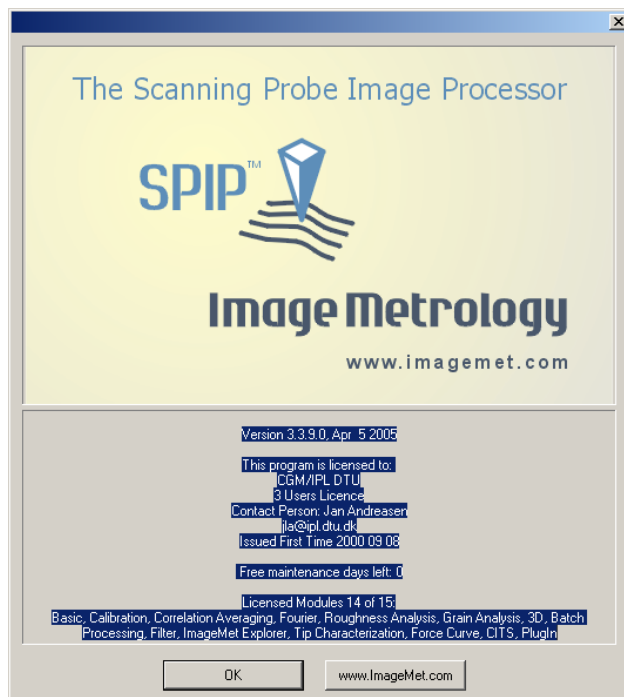 The Scanning Probe Image Processor
SPIP™
Image Metrology
www.imagemet.com
Version 3.3.9.0, Apr 5 2005
This program is licensed to:
CGM/IPL DTU
3 Users Licence
Contact Person: Jan Andreasen
jla@ipl.dtu.dk
Issued First Time 2000 09 08
Free maintenance days left: 0
Licensed Modules 14 of 15:
Basic, Calibration, Correlation Averaging, Fourier, Roughness Analysis, Grain Analysis, 3D, Batch
Processing, Filter, ImageMet Explorer, Tip Characterization, Force Curve, CITS, PlugIn
OK
www.ImageMet.com